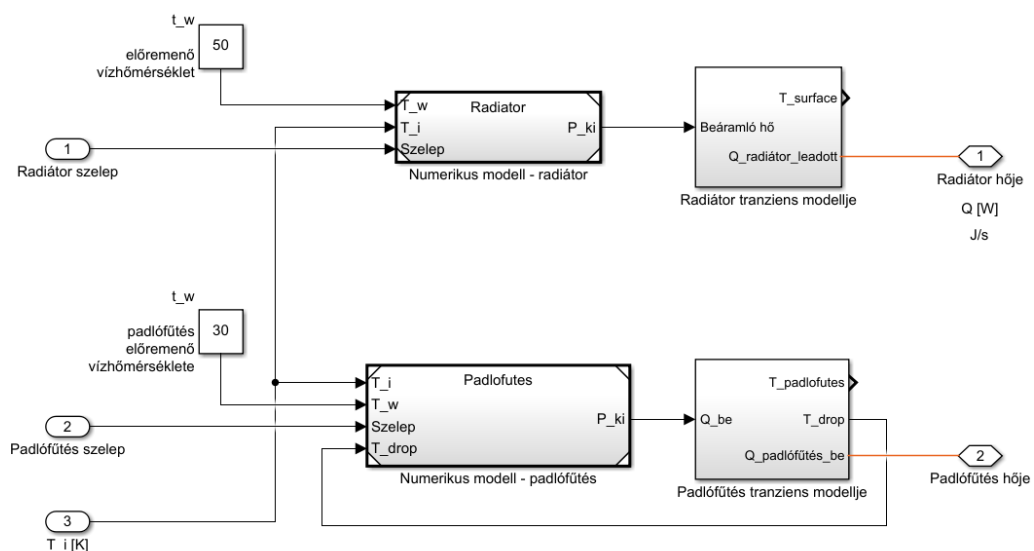 t_w
50
előremenő
vízhőmérséklet
T_w
Radiator
T_i
P_ki
Szelep
Numerikus modell - radiátor
T_surface
Beáramló hő
Q_radiátor_leadott
Radiátor tranziens modellje
1
Radiátor szelep
1
Radiátor hője
Q [W]
J/s
t_w
30
padlófűtés
előremenő
vízhőmérséklete
Padlofutes
T_i
T_w
Szelep
T_drop
P_ki
Numerikus modell - padlófűtés
T_padlofutes
Q_be
T_drop
Q_padlófűtés_be
Padlófűtés tranziens modellje
2
Padlófűtés szelep
2
Padlófűtés hője
3
T_i [K]